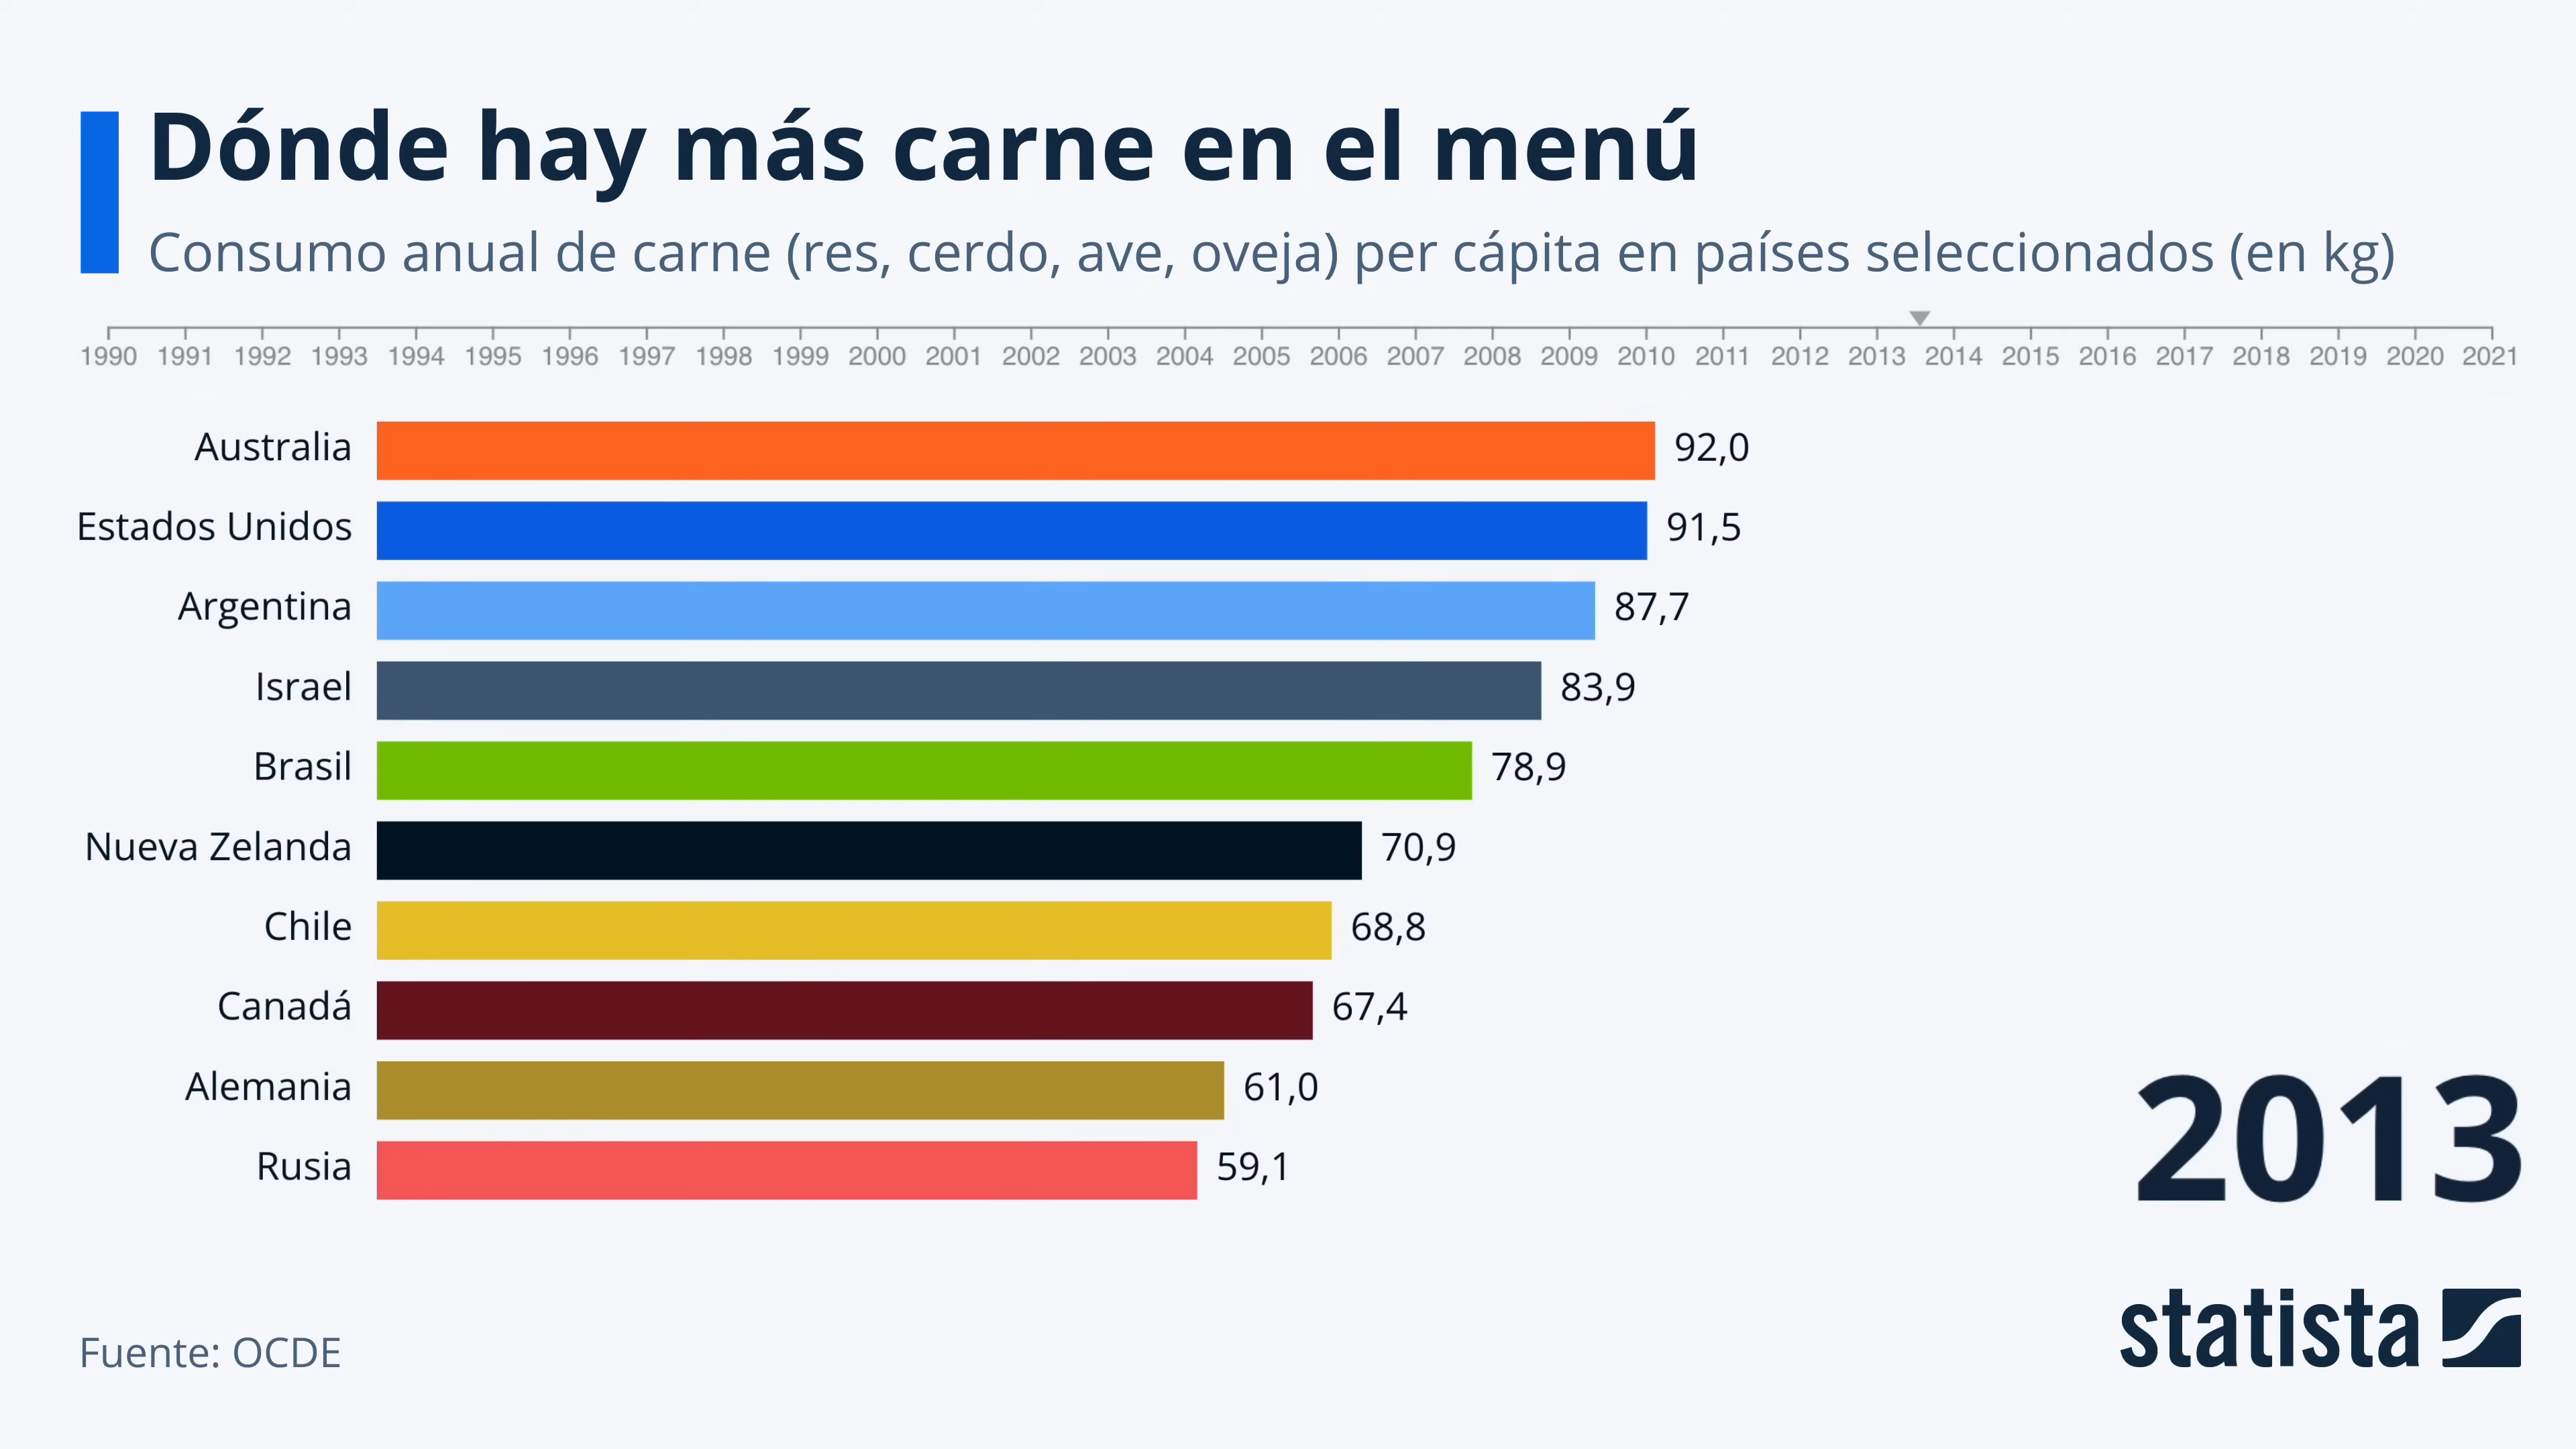 Dónde hay más carne en el menú
Consumo anual de carne (res, cerdo, ave, oveja) per cápita en países seleccionados (en kg)
1990 1991 1992 1993 1994 1995 1996 1997 1998 1999 2000 2001 2002 2003 2004 2005 2006 2007 2008 2009 2010 2011 2012 2013 2014 2015 2016 2017 2018 2019 2020 2021
Australia 92,0
Estados Unidos 91,5
Argentina 87,7
Israel 83,9
Brasil 78,9
Nueva Zelanda 70,9
Chile 68,8
Canadá 67,4
Alemania 61,0
Rusia 59,1
2013
Fuente: OCDE
statista